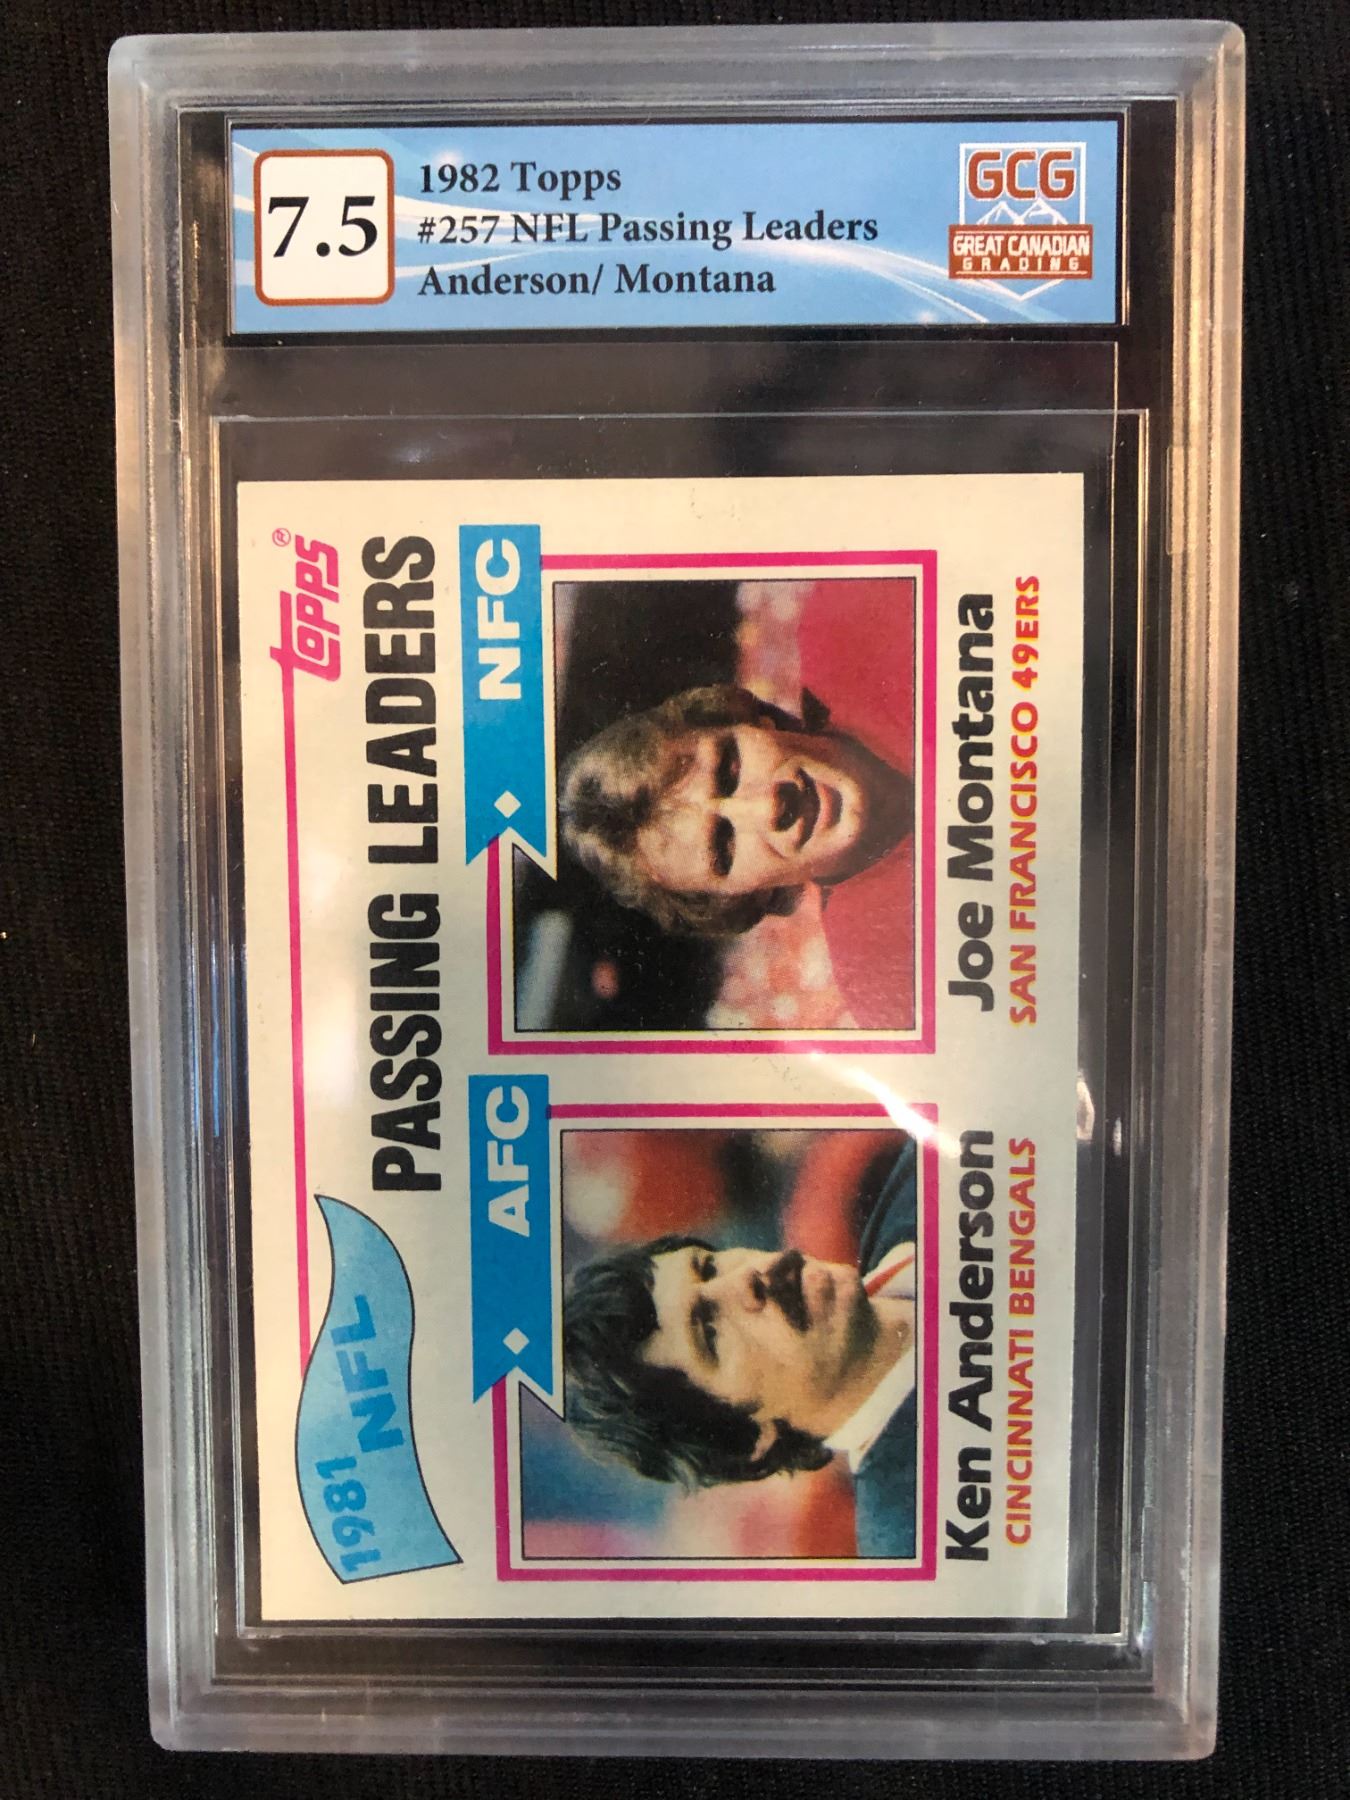 7.5
1982 Topps
#257 NFL Passing Leaders
Anderson/ Montana
GCG
GREAT CANADIAN
GRADING
1981
NFL
topps®
PASSING LEADERS
AFC
NFC
Ken Anderson
CINCINNATI BENGALS
Joe Montana
SAN FRANCISCO 49ERS